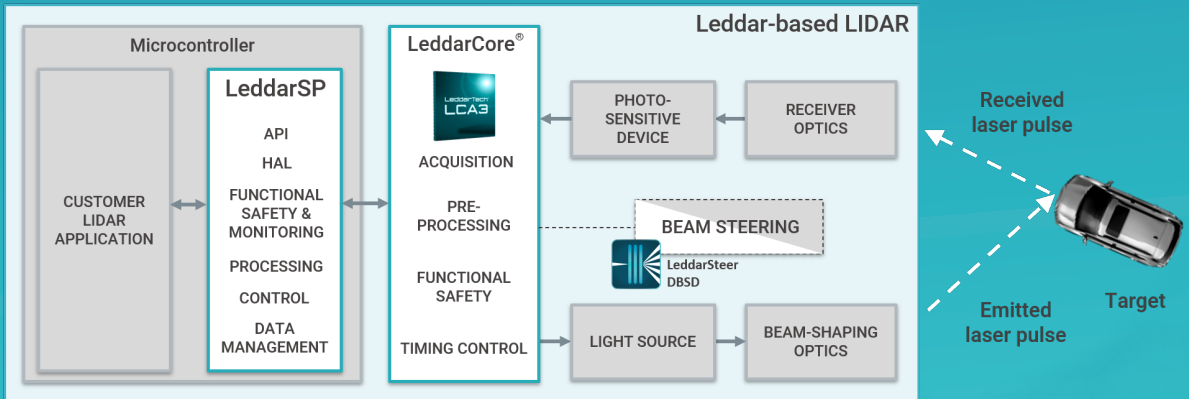 Leddar-based LIDAR
Microcontroller
CUSTOMER
LIDAR
APPLICATION
LeddarSP
API
HAL
FUNCTIONAL
SAFETY &
MONITORING
PROCESSING
CONTROL
DATA
MANAGEMENT
LeddarCore®
LeddarTech
LCA3
ACQUISITION
PRE-
PROCESSING
FUNCTIONAL
SAFETY
TIMING CONTROL
PHOTO-
SENSITIVE
DEVICE
RECEIVER
OPTICS
BEAM STEERING
LeddarSteer
DBSD
LIGHT SOURCE
BEAM-SHAPING
OPTICS
Received
laser pulse
Target
Emitted
laser pulse